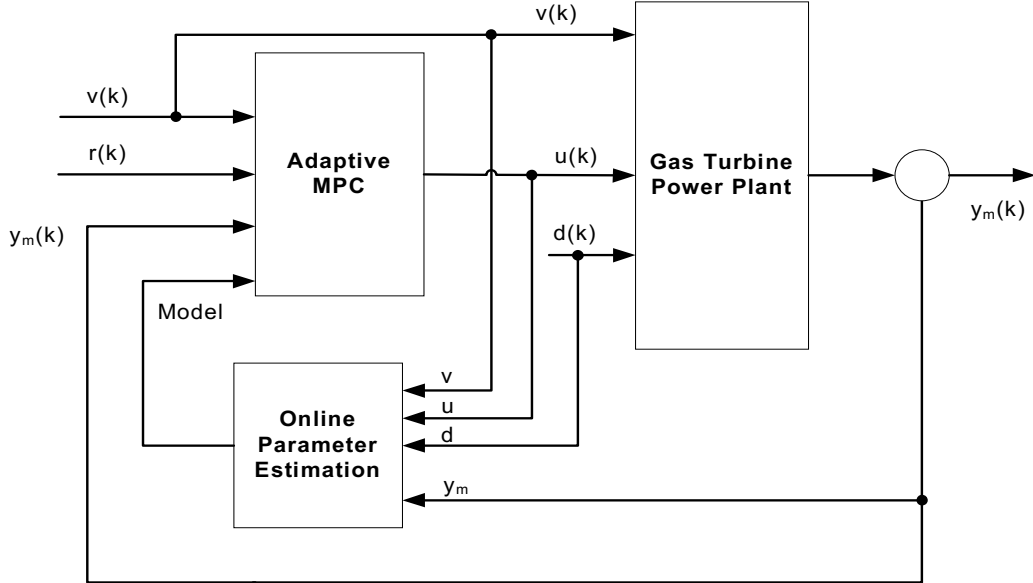 v(k)
v(k)
r(k)
Adaptive
MPC
u(k)
Gas Turbine
Power Plant
y_m(k)
y_m(k)
d(k)
Model
v
u
d
Online
Parameter
Estimation
y_m